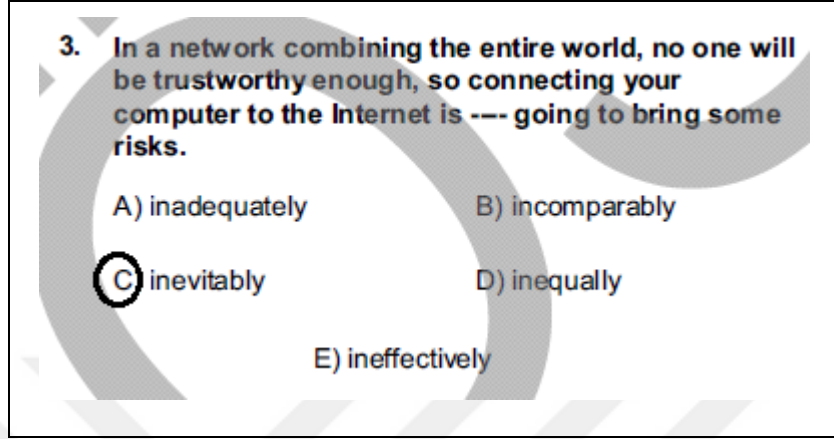 3. In a network combining the entire world, no one will
be trustworthy enough, so connecting your
computer to the Internet is ---- going to bring some
risks.
A) inadequately B) incomparably
C) inevitably D) inequally
E) ineffectively